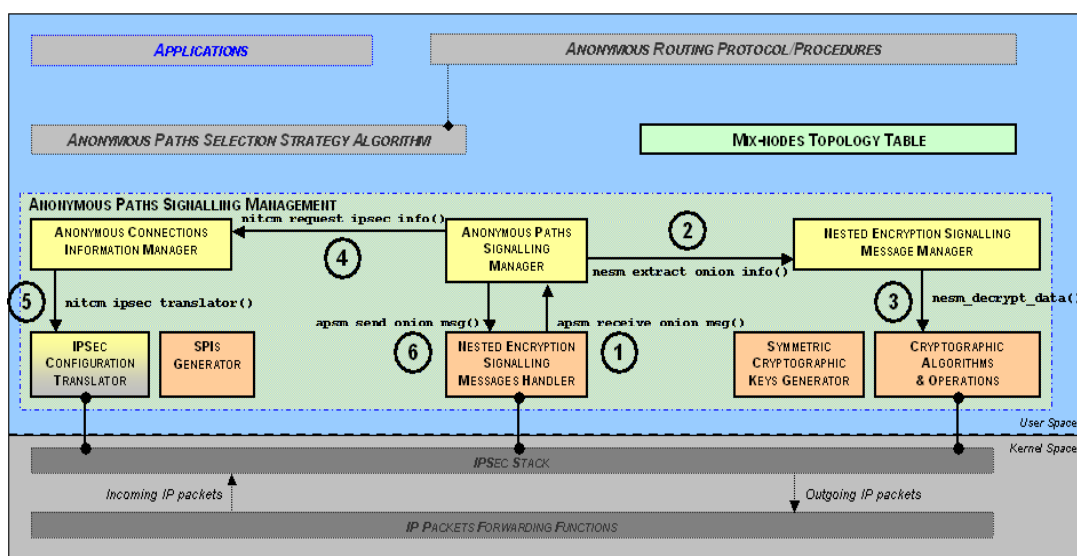 APPLICATIONS
ANONYMOUS ROUTING PROTOCOL/PROCEDURES
ANONYMOUS PATHS SELECTION STRATEGY ALGORITHM
MIX-NODES TOPOLOGY TABLE
ANONYMOUS PATHS SIGNALLING MANAGEMENT
nitcm request ipsec info()
ANONYMOUS CONNECTIONS
INFORMATION MANAGER
ANONYMOUS PATHS
SIGNALLING
MANAGER
2
NESTED ENCRYPTION SIGNALLING
MESSAGE MANAGER
4
nesm extract onion info()
5
nitcm ipsec translator()
3
nesm_decrypt_data()
apsm send onion msg()
apsm receive onion msg()
IPSEC
CONFIGURATION
TRANSLATOR
SPIS
GENERATOR
6
NESTED ENCRYPTION
SIGNALLING
MESSAGES HANDLER
1
SYMMETRIC
CRYPTOGRAPHIC
KEYS GENERATOR
CRYPTOGRAPHIC
ALGORITHMS
& OPERATIONS
User Space
Kernel Space
IPSEC STACK
Incoming IP packets
Outgoing IP packets
IP PACKETS FORWARDING FUNCTIONS